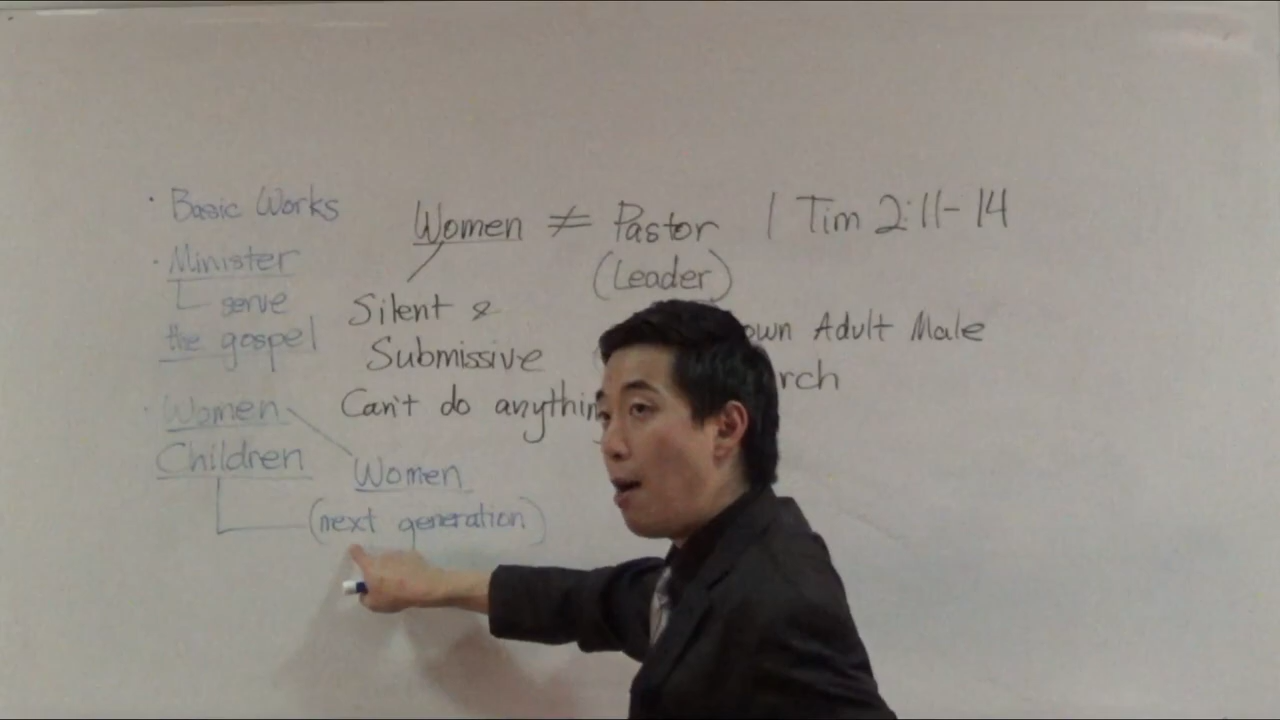 Basic Works
Minister
serve
the gospel
Women
Children
Women ≠ Pastor 1 Tim 2:11-14
(Leader)
Silent &
Submissive
Can't do anythin
Women
(next generation)
own Adult Male
rch